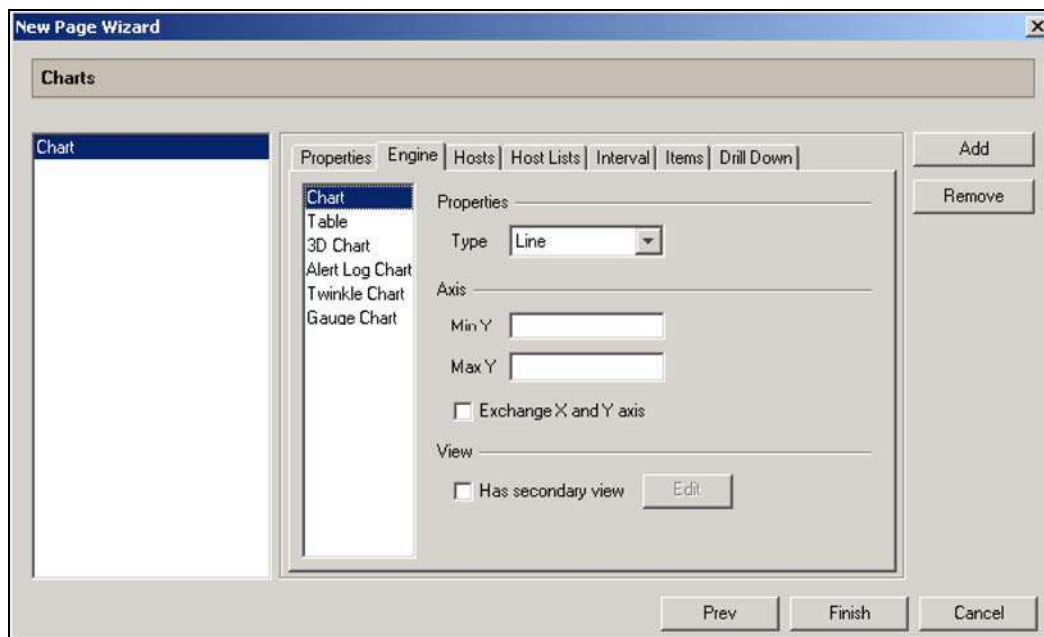 New Page Wizard
Charts
Chart
Properties Engine Hosts Host Lists Interval Items Drill Down
Chart
Table
3D Chart
Alert Log Chart
Twinkle Chart
Gauge Chart
Properties
Type Line
Axis
Min Y
Max Y
Exchange X and Y axis
View
Has secondary view Edit
Add
Remove
Prev Finish Cancel